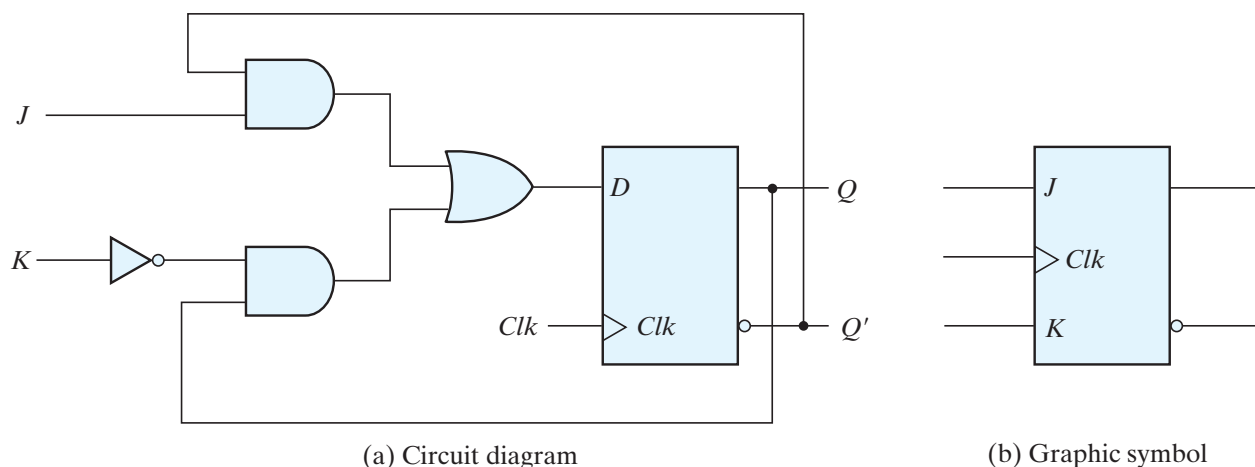 J
K
D
Clk
Clk
Q
Q'
(a) Circuit diagram
J
Clk
K
(b) Graphic symbol